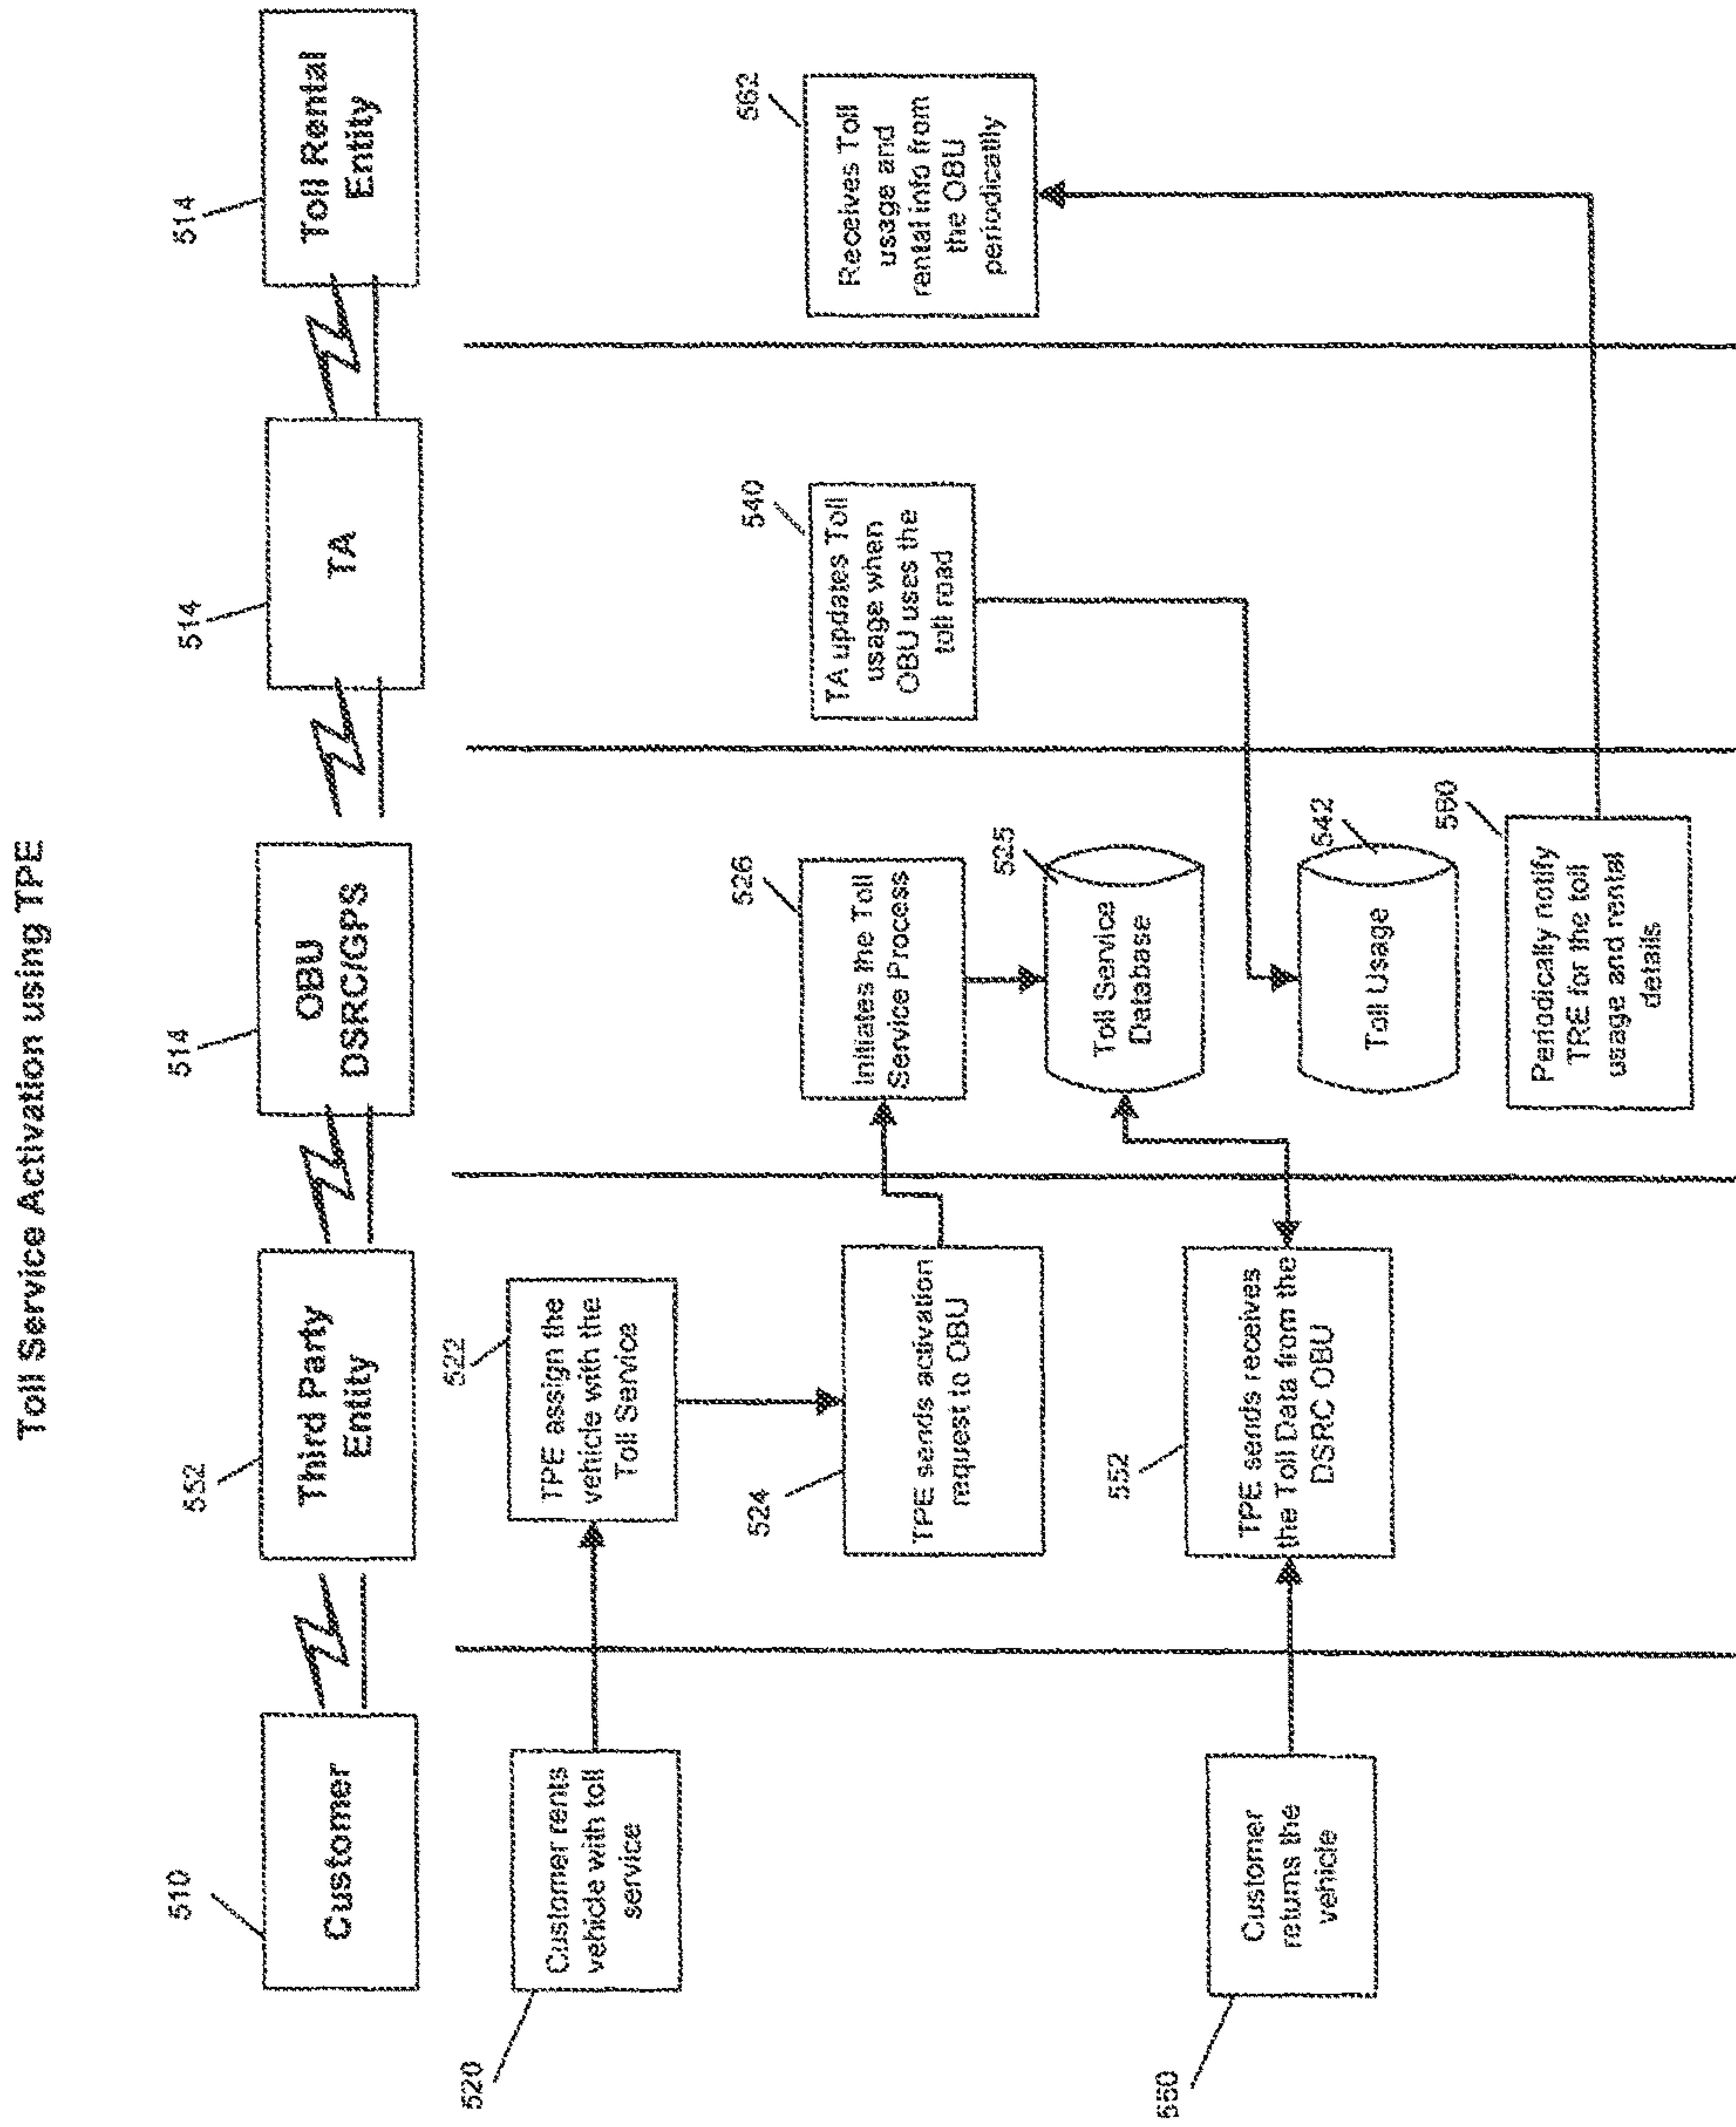 Toll Service Activation using TPE
510
Customer
552
Third Party
Entity
514
OBU
DSRC/GPS
514
TA
514
Toll Rental
Entity
520
Customer rents
vehicle with toll
service
522
TPE assign the
vehicle with the
Toll Service
524
TPE sends activation
request to OBU
526
Initiates the Toll
Service Process
525
Toll Service
Database
540
TA updates Toll
usage when
OBU uses the
toll road
542
Toll Usage
550
Customer
returns the
vehicle
552
TPE sends receives
the Toll Data from the
DSRC OBU
560
Periodically notify
TRE for the toll
usage and rental
details
562
Receives Toll
usage and
rental info from
the OBU
periodically